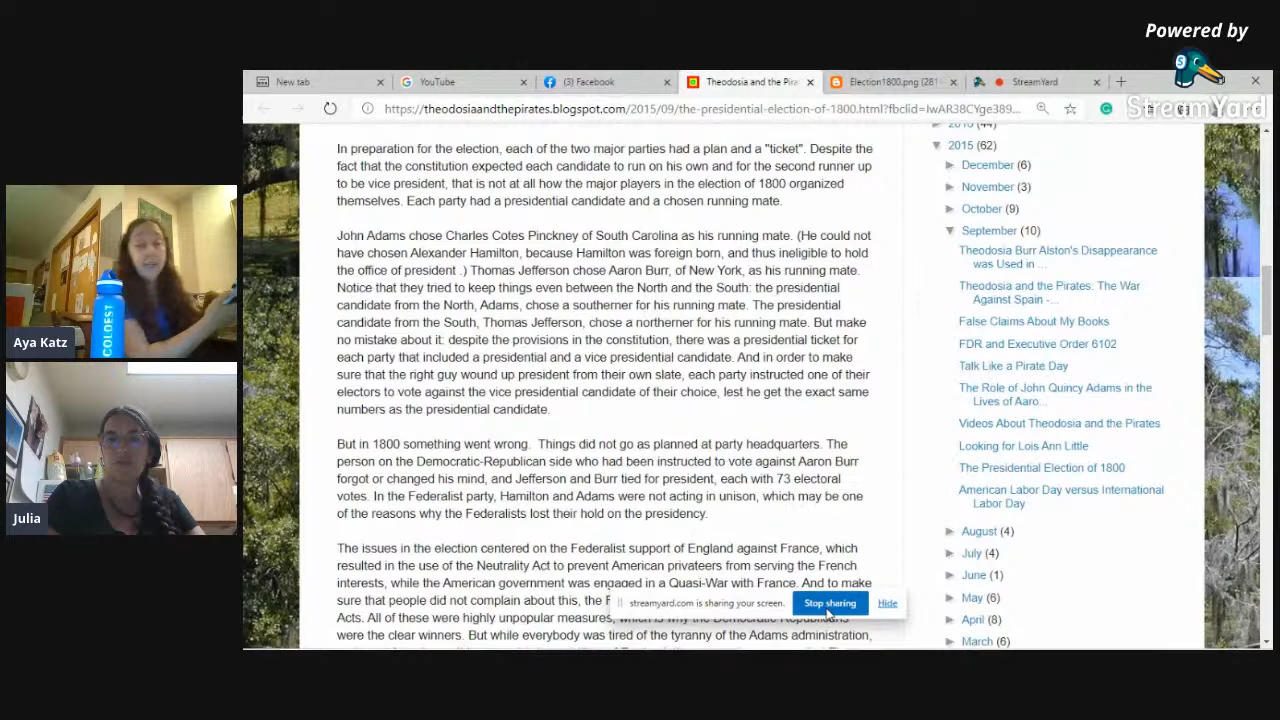 Powered by
StreamYard
New tab
YouTube
(3) Facebook
Theodosia and the Pira
Election1800.png (281
StreamYard
https://theodosiaandthepirates.blogspot.com/2015/09/the-presidential-election-of-1800.html?fbclid=IwAR38CYge389...
In preparation for the election, each of the two major parties had a plan and a "ticket". Despite the
fact that the constitution expected each candidate to run on his own and for the second runner up
to be vice president, that is not at all how the major players in the election of 1800 organized
themselves. Each party had a presidential candidate and a chosen running mate.
John Adams chose Charles Cotes Pinckney of South Carolina as his running mate. (He could not
have chosen Alexander Hamilton, because Hamilton was foreign born, and thus ineligible to hold
the office of president .) Thomas Jefferson chose Aaron Burr, of New York, as his running mate.
Notice that they tried to keep things even between the North and the South: the presidential
candidate from the North, Adams, chose a southerner for his running mate. The presidential
candidate from the South, Thomas Jefferson, chose a northerner for his running mate. But make
no mistake about it: despite the provisions in the constitution, there was a presidential ticket for
each party that included a presidential and a vice presidential candidate. And in order to make
sure that the right guy wound up president from their own slate, each party instructed one of their
electors to vote against the vice presidential candidate of their choice, lest he get the exact same
numbers as the presidential candidate.
But in 1800 something went wrong. Things did not go as planned at party headquarters. The
person on the Democratic-Republican side who had been instructed to vote against Aaron Burr
forgot or changed his mind, and Jefferson and Burr tied for president, each with 73 electoral
votes. In the Federalist party, Hamilton and Adams were not acting in unison, which may be one
of the reasons why the Federalists lost their hold on the presidency.
The issues in the election centered on the Federalist support of England against France, which
resulted in the use of the Neutrality Act to prevent American privateers from serving the French
interests, while the American government was engaged in a Quasi-War with France. And to make
sure that people did not complain about this, the F
Acts. All of these were highly unpopular measures, which is why the Democratic Republicans
were the clear winners. But while everybody was tired of the tyranny of the Adams administration,
streamyard.com is sharing your screen.
Stop sharing
Hide
2015 (62)
December (6)
November (3)
October (9)
September (10)
Theodosia Burr Alston's Disappearance
was Used in ...
Theodosia and the Pirates: The War
Against Spain -...
False Claims About My Books
FDR and Executive Order 6102
Talk Like a Pirate Day
The Role of John Quincy Adams in the
Lives of Aaro...
Videos About Theodosia and the Pirates
Looking for Lois Ann Little
The Presidential Election of 1800
American Labor Day versus International
Labor Day
August (4)
July (4)
June (1)
May (6)
April (8)
March (6)
COLDEST
Aya Katz
Julia